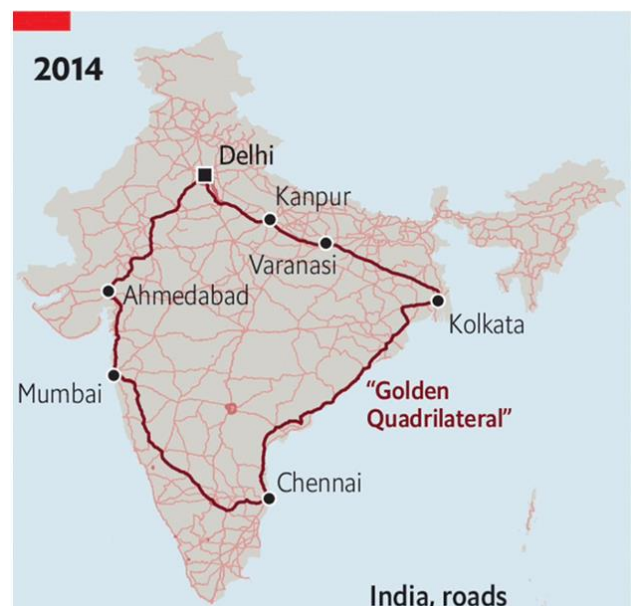 2014
Delhi
Kanpur
Varanasi
Ahmedabad
Kolkata
Mumbai
“Golden
Quadrilateral”
Chennai
India, roads